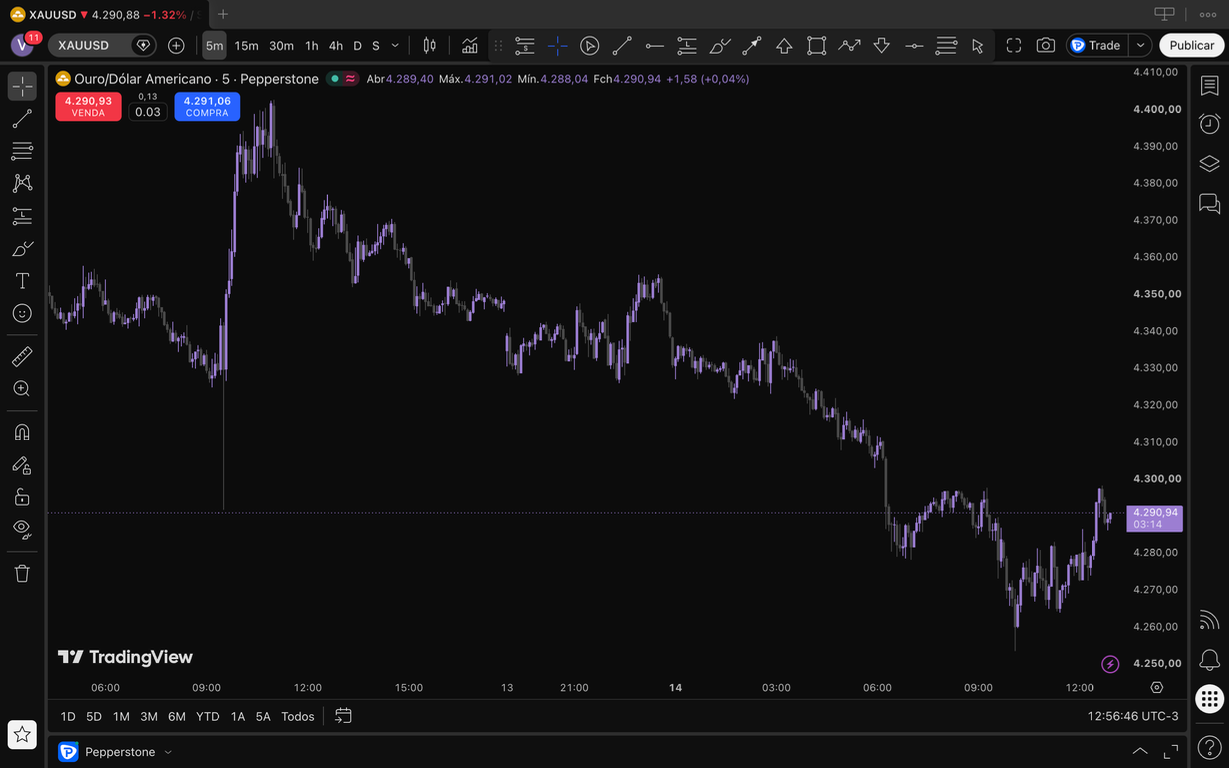 XAUUSD ▼ 4.290,88 −1.32% /
V 11 XAUUSD 5m 15m 30m 1h 4h D S Trade Publicar
Ouro/Dólar Americano · 5 · Pepperstone Abr4.289,40 Máx.4.291,02 Mín.4.288,04 Fch4.290,94 +1,58 (+0,04%)
4.290,93
VENDA
0,13
0.03
4.291,06
COMPRA
4.410,00
4.400,00
4.390,00
4.380,00
4.370,00
4.360,00
4.350,00
4.340,00
4.330,00
4.320,00
4.310,00
4.300,00
4.290,94
03:14
4.280,00
4.270,00
4.260,00
4.250,00
TradingView
06:00 09:00 12:00 15:00 13 21:00 14 03:00 06:00 09:00 12:00
1D 5D 1M 3M 6M YTD 1A 5A Todos 12:56:46 UTC-3
Pepperstone